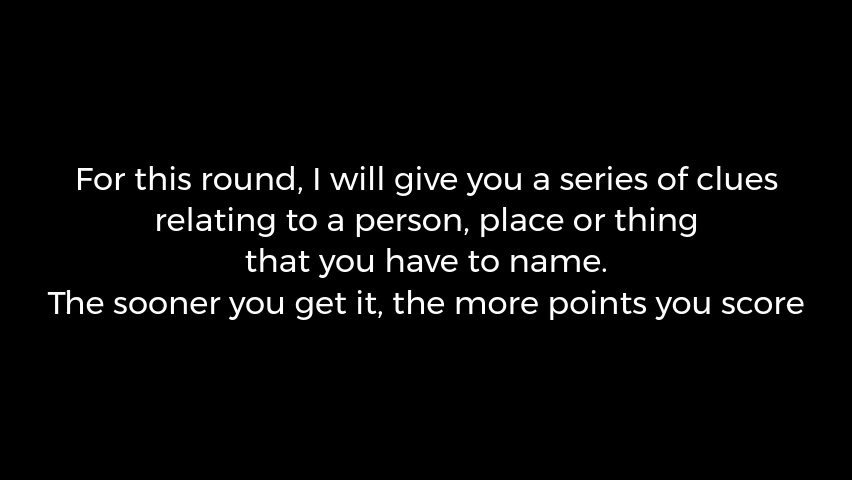 For this round, I will give you a series of clues
relating to a person, place or thing
that you have to name.
The sooner you get it, the more points you score